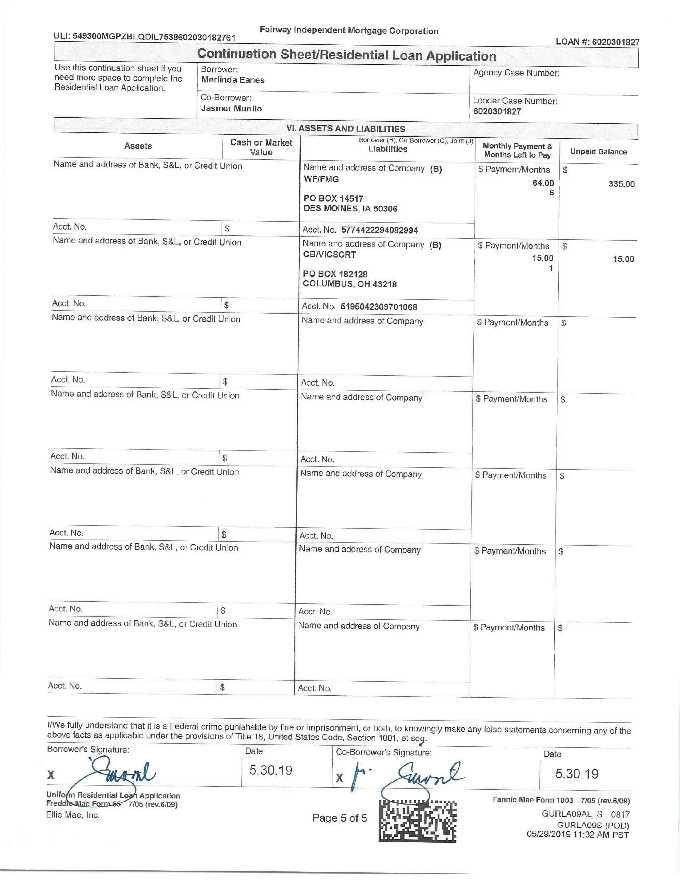 Fairway Independent Mortgage Corporation
LOAN #: 6020301827
Continuation Sheet/Residential Loan Application
Use this continuation sheet if you
need more space to complete the
Residential Loan Application.
Borrower:
Merlinda Eanes
Agency Case Number:
Co-Borrower:
Lender Case Number:
6020301827
VI. ASSETS AND LIABILITIES
Assets
Cash or Market
Value
Borrower (B), Co-Borrower (C), Joint (J)
Liabilities
Monthly Payment &
Months Left to Pay
Unpaid Balance
Name and address of Bank, S&L, or Credit Union
Name and address of Company (B)
WF/FMG
PO BOX 14517
DES MOINES, IA 50306
$ Payment/Months
64.00
$
335.00
Acct. No.
$
Acct. No. 5774422294092994
Name and address of Bank, S&L, or Credit Union
Name and address of Company (B)
CB/VICSCRT
PO BOX 182128
COLUMBUS, OH 43218
$ Payment/Months
15.00
1
$
15.00
Acct. No.
$
Acct. No. 5195042309701068
Name and address of Bank, S&L, or Credit Union
Name and address of Company
$ Payment/Months
$
Acct. No.
$
Acct. No.
Name and address of Bank, S&L, or Credit Union
Name and address of Company
$ Payment/Months
$
Acct. No.
$
Acct. No.
Name and address of Bank, S&L, or Credit Union
Name and address of Company
$ Payment/Months
$
Acct. No.
$
Acct. No.
Name and address of Bank, S&L, or Credit Union
Name and address of Company
$ Payment/Months
$
Acct. No.
$
Acct. No.
Name and address of Bank, S&L, or Credit Union
Name and address of Company
$ Payment/Months
$
Acct. No.
$
Acct. No.
I/We fully understand that it is a Federal crime punishable by fine or imprisonment, or both, to knowingly make any false statements concerning any of the
above facts as applicable under the provisions of Title 18, United States Code, Section 1001, et seq.
Borrower's Signature:
Date
Co-Borrower's Signature:
Date
X
5.30.19
X
5.30.19
Uniform Residential Loan Application
Freddie Mac Form 65 7/05 (rev.6/09)
Fannie Mae Form 1003 7/05 (rev.6/09)
Ellie Mae, Inc.
Page 5 of 5
GURLA09AL_S 0817
GURLA09S (POD)
05/29/2019 11:32 AM PST